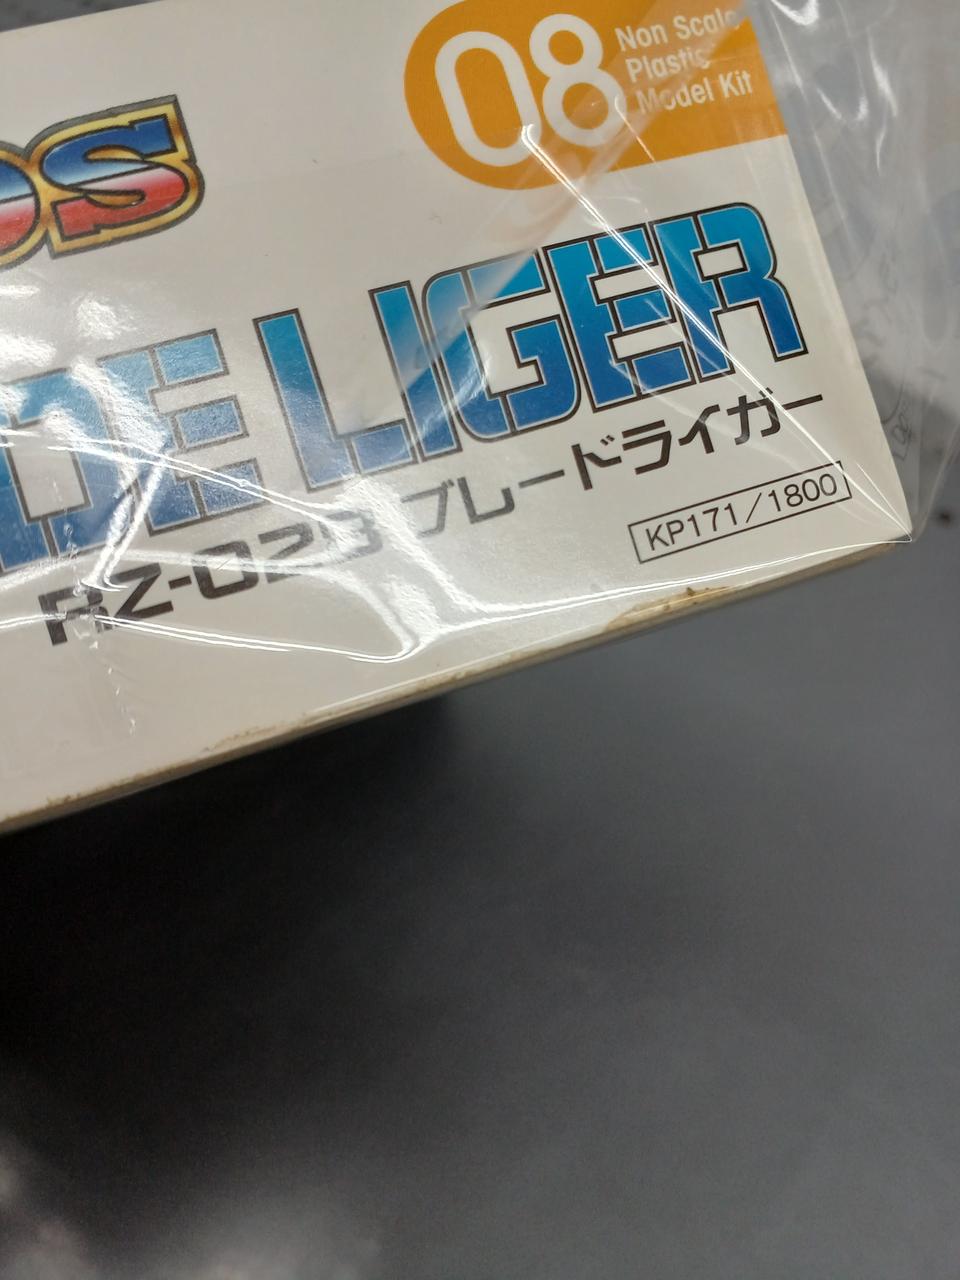 08
Non Scale
Plastic
Model Kit
OS
DE LIGER
RZ-028 ブレードライガー
KP171/1800